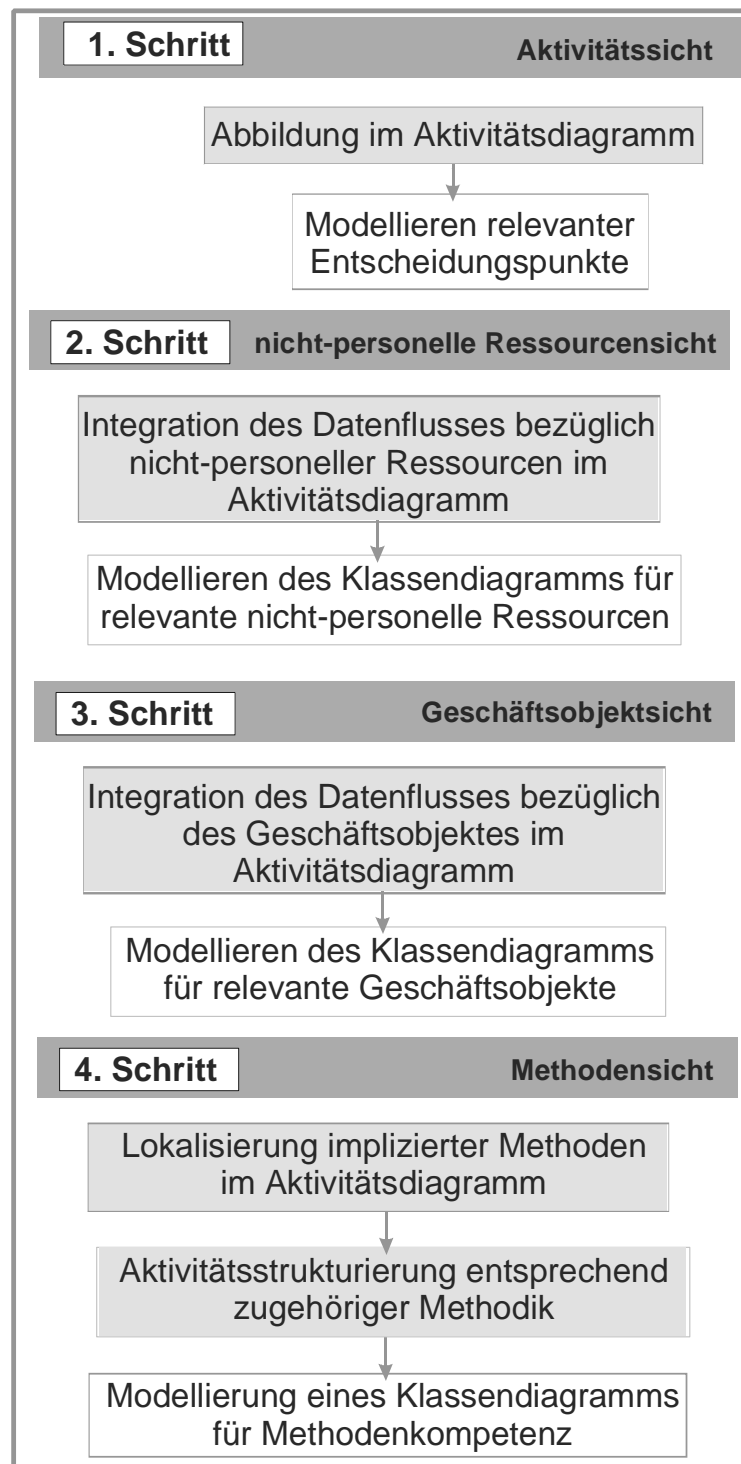 1. Schritt Aktivitätssicht
Abbildung im Aktivitätsdiagramm
Modellieren relevanter
Entscheidungspunkte
2. Schritt nicht-personelle Ressourcensicht
Integration des Datenflusses bezüglich
nicht-personeller Ressourcen im
Aktivitätsdiagramm
Modellieren des Klassendiagramms für
relevante nicht-personelle Ressourcen
3. Schritt Geschäftsobjektsicht
Integration des Datenflusses bezüglich
des Geschäftsobjektes im
Aktivitätsdiagramm
Modellieren des Klassendiagramms
für relevante Geschäftsobjekte
4. Schritt Methodensicht
Lokalisierung implizierter Methoden
im Aktivitätsdiagramm
Aktivitätsstrukturierung entsprechend
zugehöriger Methodik
Modellierung eines Klassendiagramms
für Methodenkompetenz